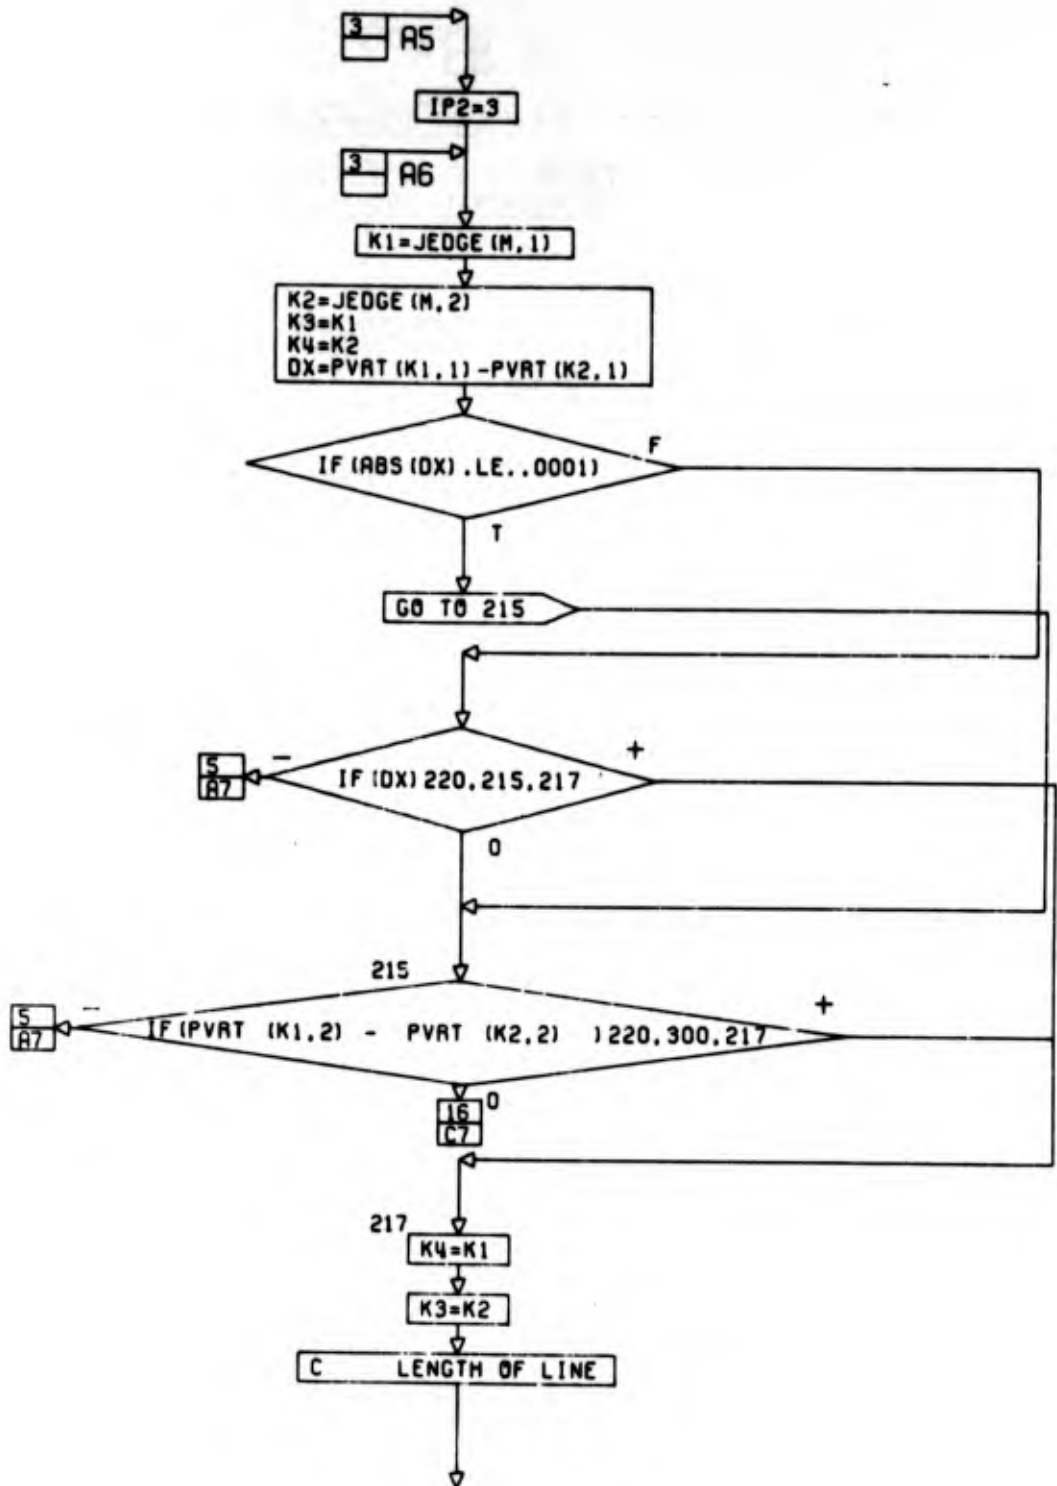 3 A5
IP2=3
3 A6
K1=JEDGE(M,1)
K2=JEDGE(M,2)
K3=K1
K4=K2
DX=PVRT(K1,1)-PVRT(K2,1)
IF(ABS(DX).LE..0001)
F
T
GO TO 215
5
A7
-
IF(DX)220,215,217
+
0
215
5
A7
-
IF(PVRT (K1,2) - PVRT (K2,2) )220,300,217
+
0
16
C7
217
K4=K1
K3=K2
C LENGTH OF LINE